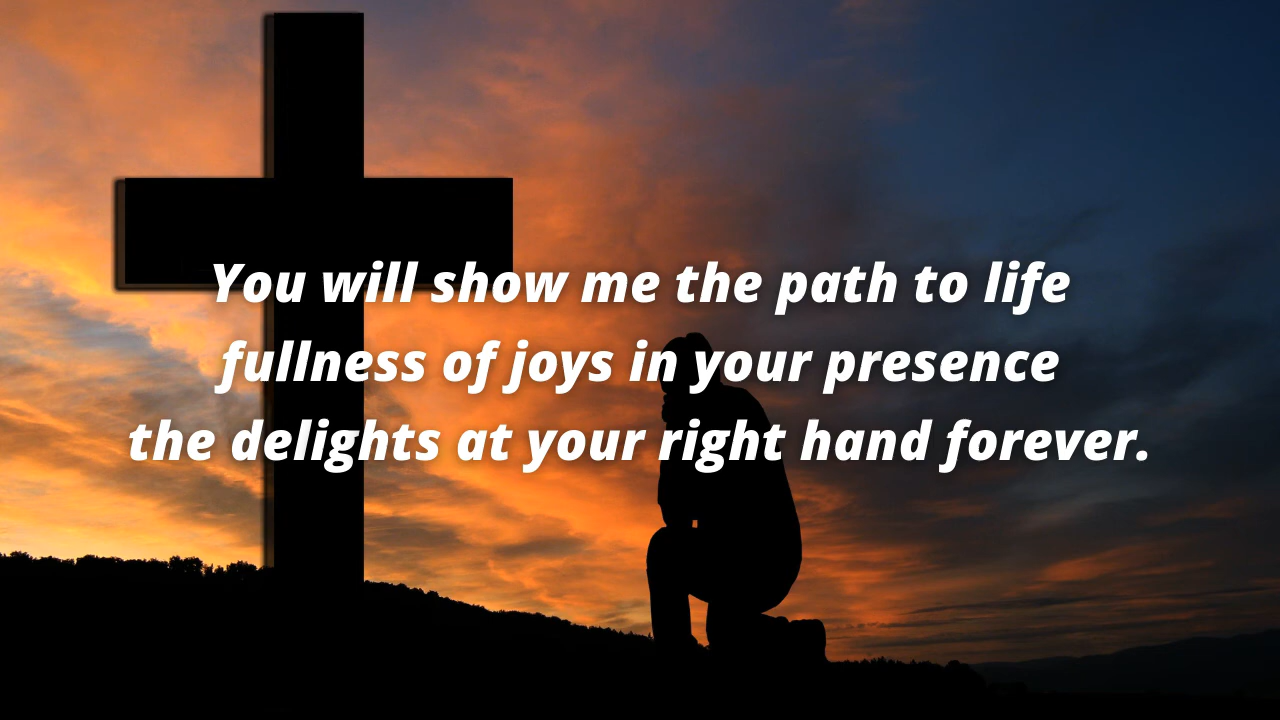 You will show me the path to life
fullness of joys in your presence
the delights at your right hand forever.